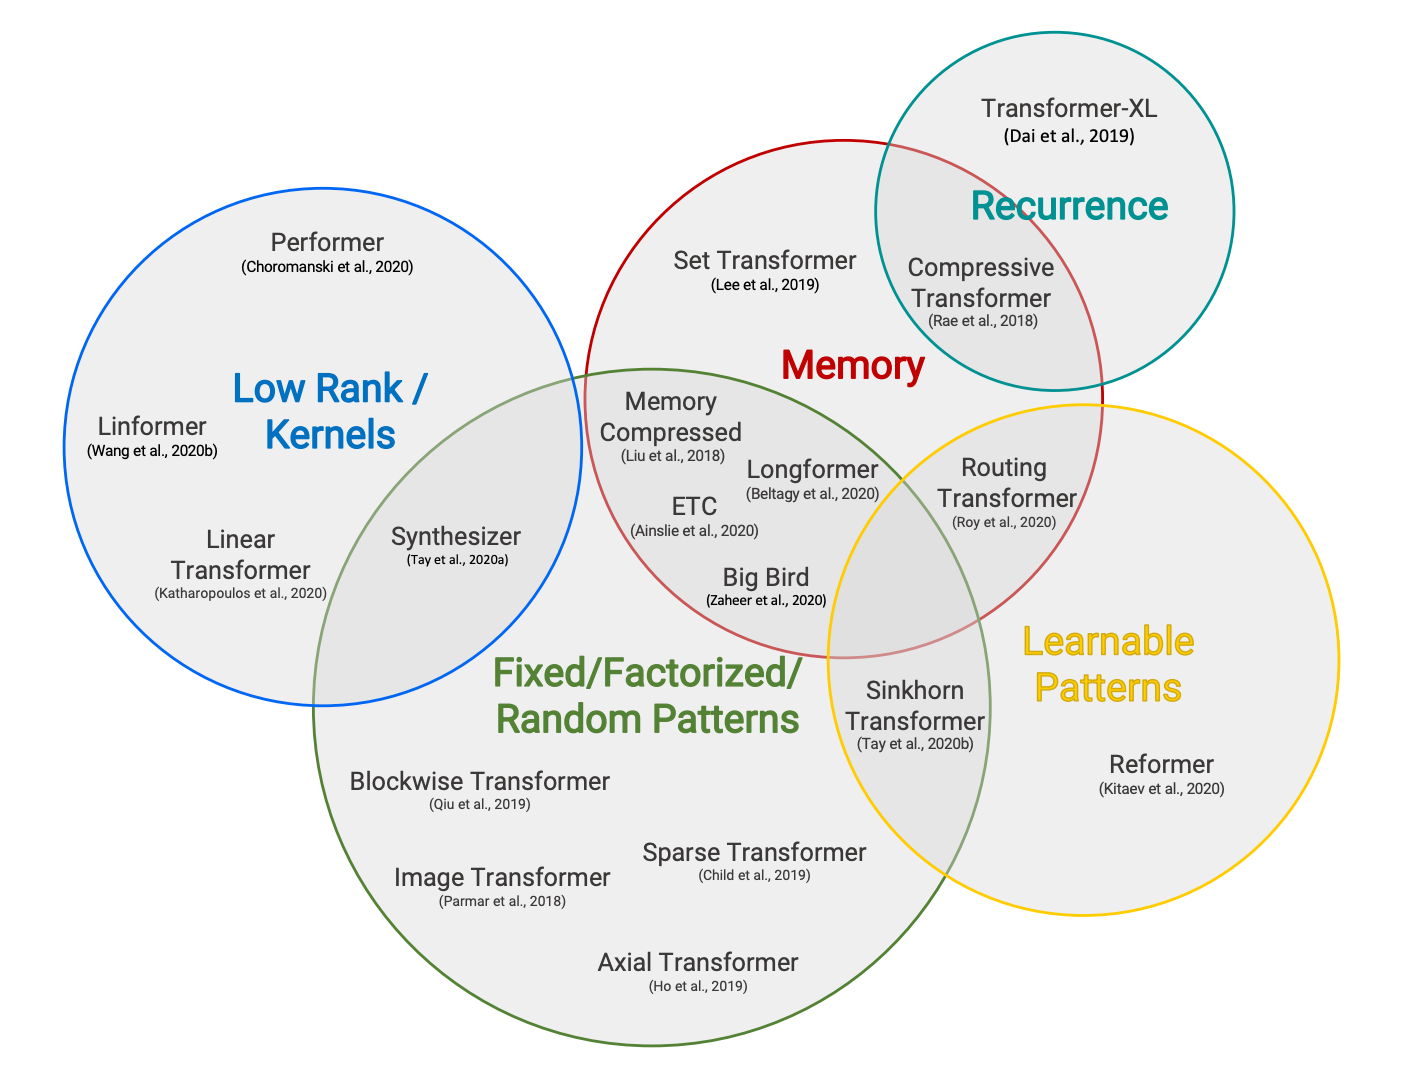 Transformer-XL
(Dai et al., 2019)
Recurrence
Compressive
Transformer
(Rae et al., 2018)
Set Transformer
(Lee et al., 2019)
Memory
Performer
(Choromanski et al., 2020)
Low Rank /
Kernels
Linformer
(Wang et al., 2020b)
Linear
Transformer
(Katharopoulos et al., 2020)
Synthesizer
(Tay et al., 2020a)
Memory
Compressed
(Liu et al., 2018)
Longformer
(Beltagy et al., 2020)
ETC
(Ainslie et al., 2020)
Big Bird
(Zaheer et al., 2020)
Routing
Transformer
(Roy et al., 2020)
Learnable
Patterns
Fixed/Factorized/
Random Patterns
Sinkhorn
Transformer
(Tay et al., 2020b)
Reformer
(Kitaev et al., 2020)
Blockwise Transformer
(Qiu et al., 2019)
Sparse Transformer
(Child et al., 2019)
Image Transformer
(Parmar et al., 2018)
Axial Transformer
(Ho et al., 2019)